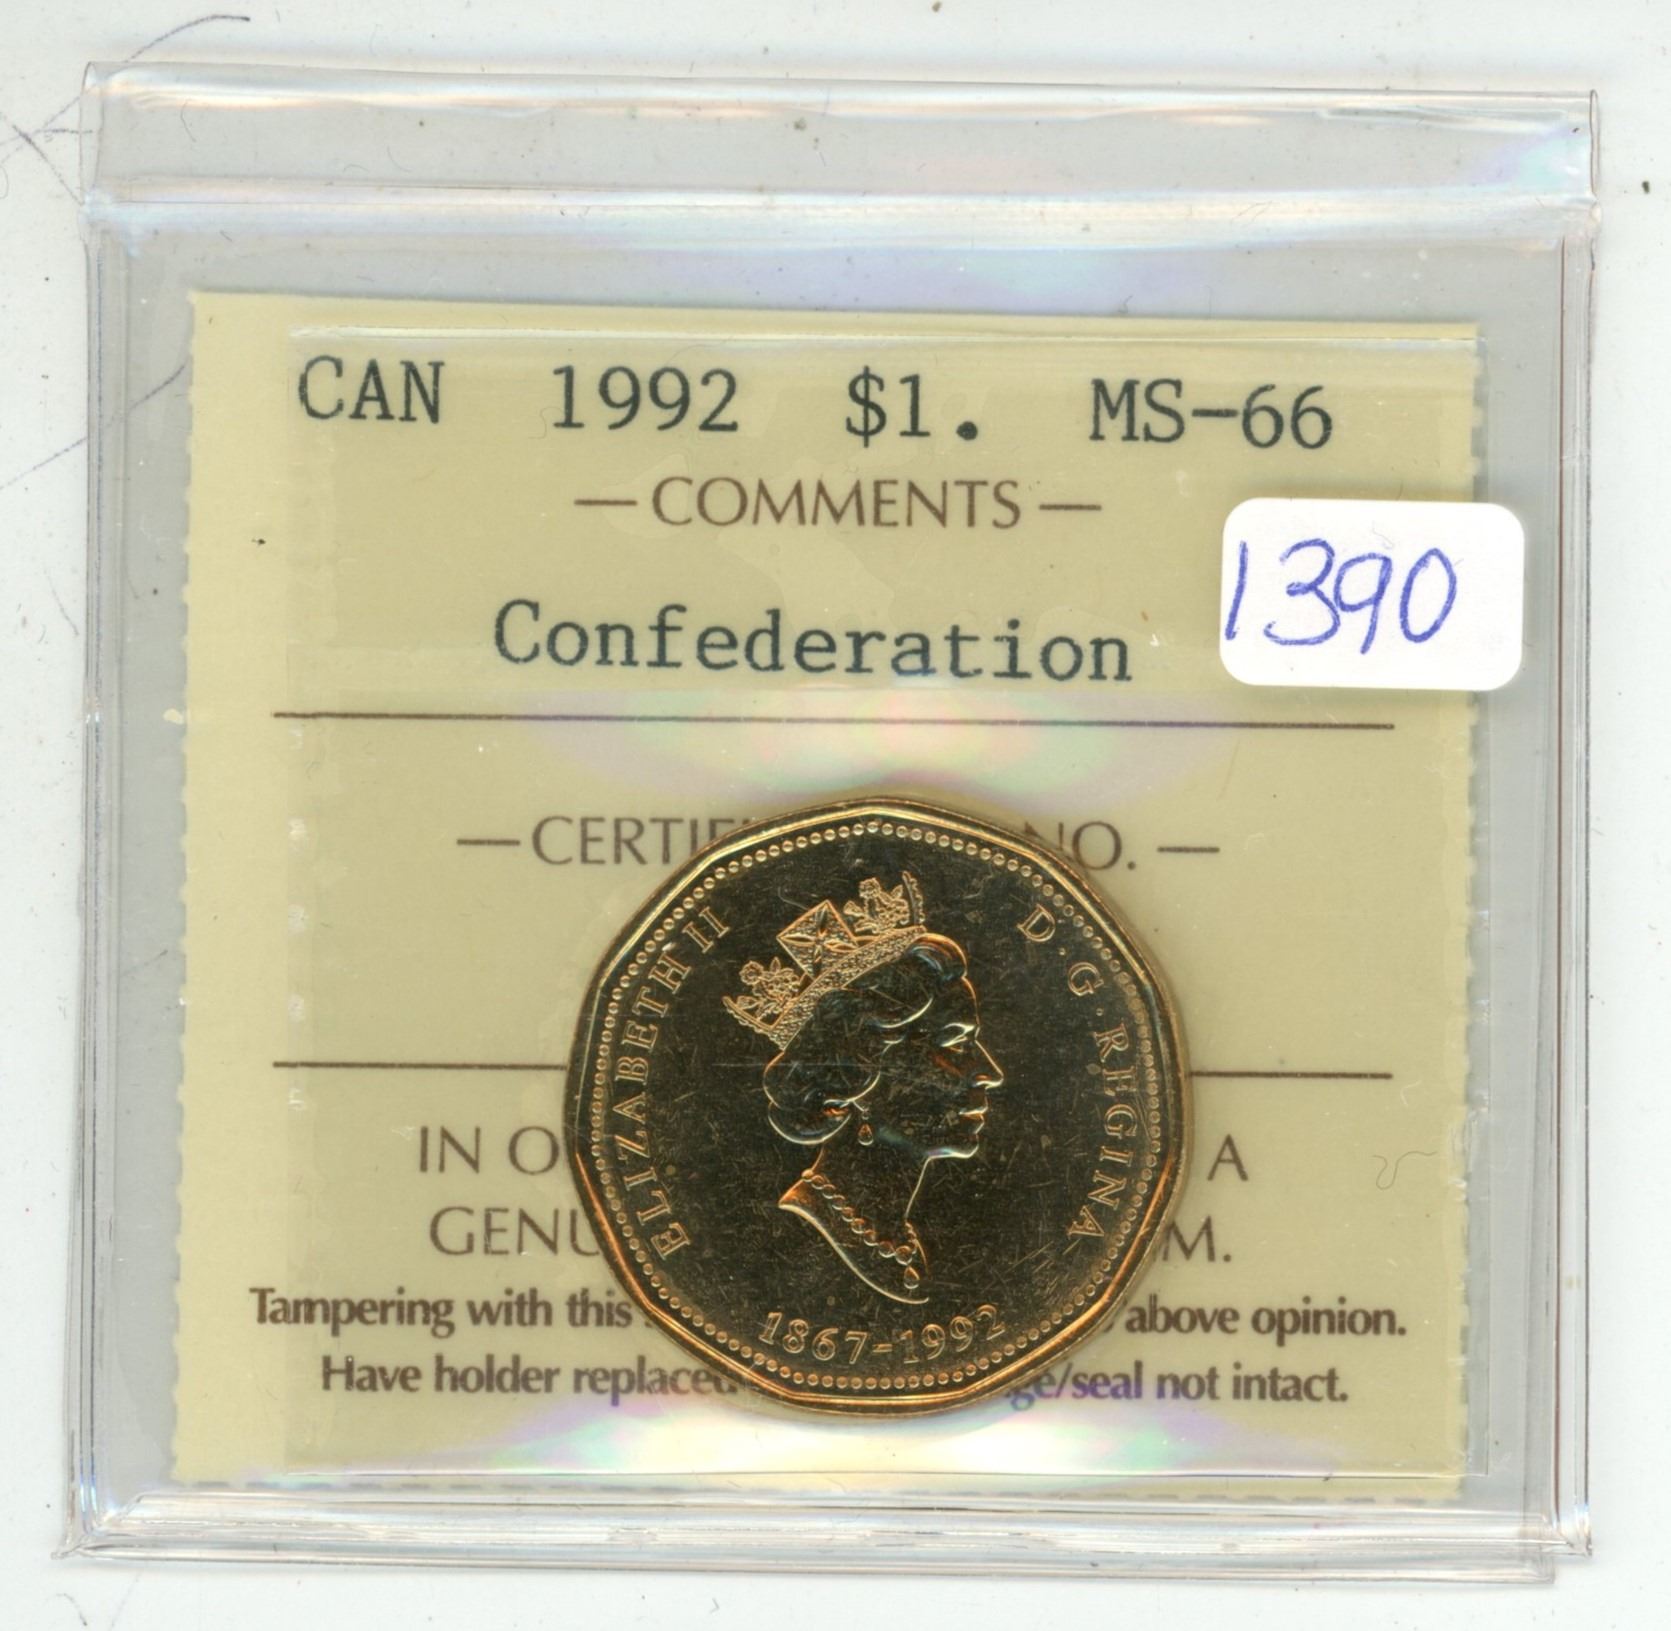 CAN 1992 $1. MS-66
— COMMENTS —
1390
Confederation
— CERTIF NO. —
ELIZABETH II D·G·REGINA
1867-1992
IN O A
GENU M.
Tampering with this above opinion.
Have holder replaced ge/seal not intact.